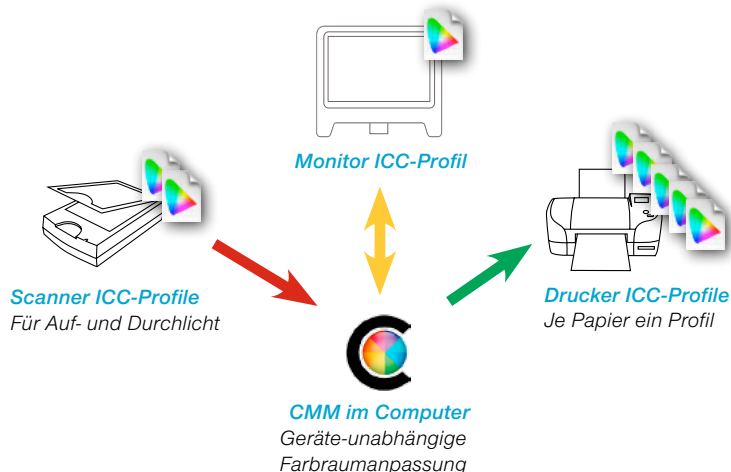 Monitor ICC-Profil
Scanner ICC-Profile
Für Auf- und Durchlicht
Drucker ICC-Profile
Je Papier ein Profil
CMM im Computer
Geräte-unabhängige
Farbraumanpassung